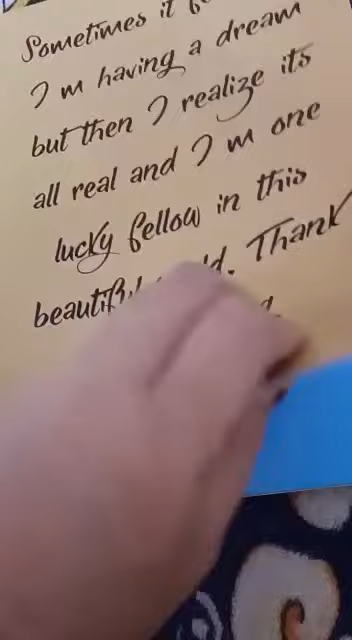 Sometimes it
I m having a dream
but then I realize its
all real and I m one
lucky fellow in this
Thank